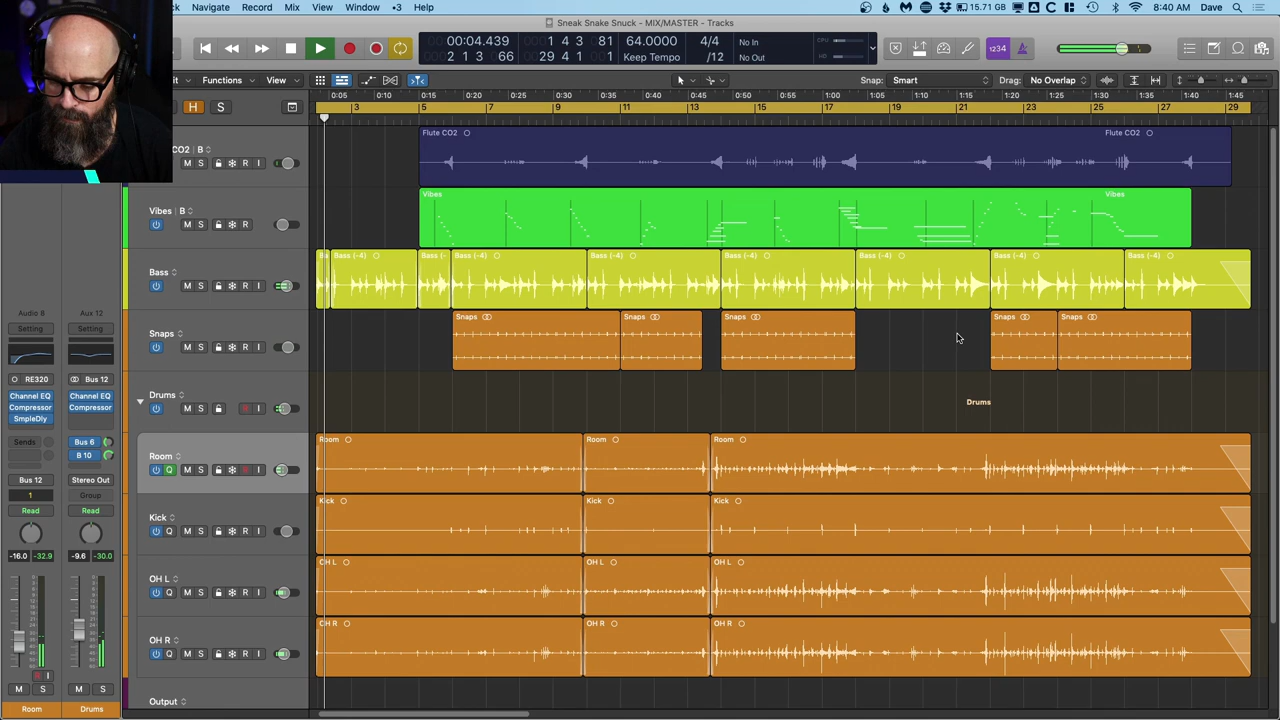 ck Navigate Record Mix View Window •3 Help 15.71 GB 8:40 AM Dave
Sneak Snake Snuck - MIX/MASTER - Tracks
00:00:04.439 1 4 3 81 64.0000 4/4 No In CPU
2 1 3 66 29 4 1 1 Keep Tempo /12 No Out HD
1234
it Functions View Snap: Smart Drag: No Overlap
H S
0:05 0:10 0:15 0:20 0:25 0:30 0:35 0:40 0:45 0:50 0:55 1:00 1:05 1:10 1:15 1:20 1:25 1:30 1:35 1:40 1:45
3 5 7 9 11 13 15 17 19 21 23 25 27 29
Flute CO2 Flute CO2
CO2 | B
M S R I
Vibes Vibes
Vibes | B
M S R
Bass (-4) Bass (- Bass (-4) Bass (-4) Bass (-4) Bass (-4) Bass (-4) Bass (-4)
Bass
M S R I
Snaps Snaps Snaps Snaps Snaps
Snaps
M S R I
Drums
Drums
M S R I
Room Room Room
Room
Q M S R I
Kick Kick Kick
Kick
Q M S R I
OH L OH L OH L
OH L
Q M S R I
OH R OH R OH R
OH R
Q M S R I
Output
Audio 8 Aux 12
Setting Setting
RE320 Bus 12
Channel EQ Channel EQ
Compressor Compressor
SmpleDly
Sends Bus 6
B 10
Bus 12 Stereo Out
1 Group
Read Read
-16.0 -32.9 -9.6 -30.0
R I
M S M S
Room Drums